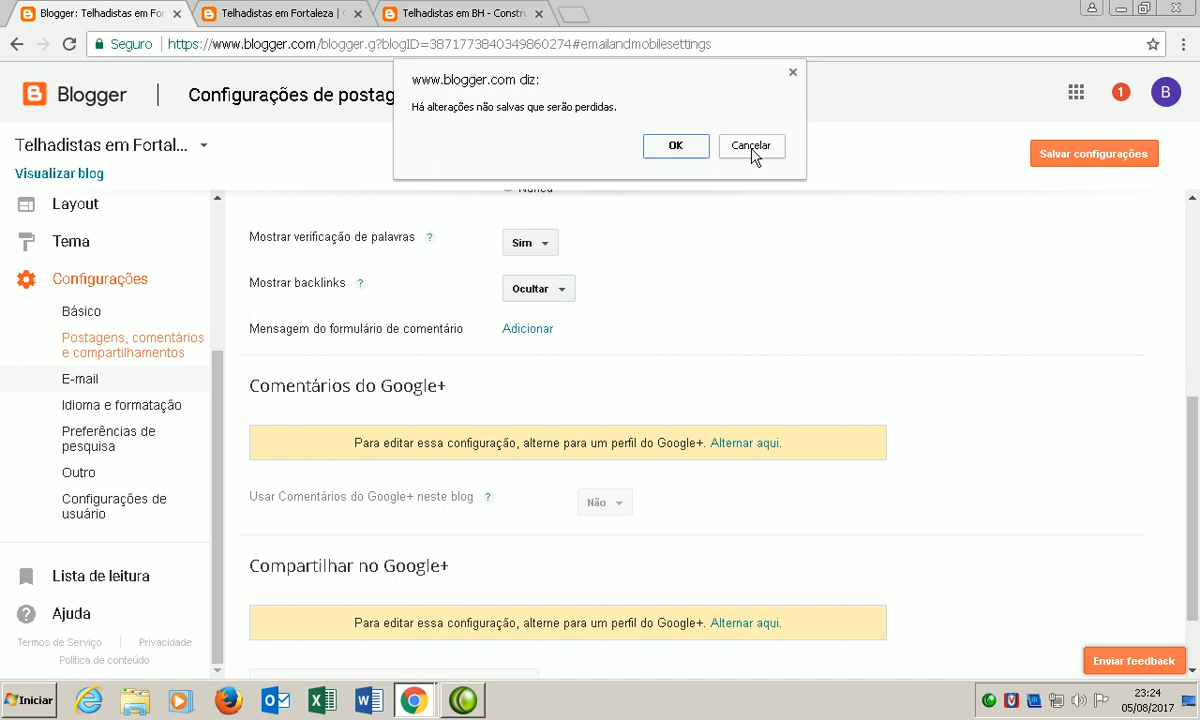 Blogger: Telhadistas em For
Telhadistas em Fortaleza |
Telhadistas em BH - Constru
Seguro
https://www.blogger.com/blogger.g?blogID=3871773840349860274#emailandmobilesettings
www.blogger.com diz:
Há alterações não salvas que serão perdidas.
OK
Cancelar
Blogger
Configurações de postag
1
B
Telhadistas em Fortal...
Visualizar blog
Salvar configurações
Layout
Tema
Configurações
Básico
Postagens, comentários
e compartilhamentos
E-mail
Idioma e formatação
Preferências de
pesquisa
Outro
Configurações de
usuário
Lista de leitura
Ajuda
Termos de Serviço
Privacidade
Política de conteúdo
Nunca
Mostrar verificação de palavras ?
Sim
Mostrar backlinks ?
Ocultar
Mensagem do formulário de comentário
Adicionar
Comentários do Google+
Para editar essa configuração, alterne para um perfil do Google+. Alternar aqui.
Usar Comentários do Google+ neste blog ?
Não
Compartilhar no Google+
Para editar essa configuração, alterne para um perfil do Google+. Alternar aqui.
Enviar feedback
Iniciar
23:24
05/08/2017